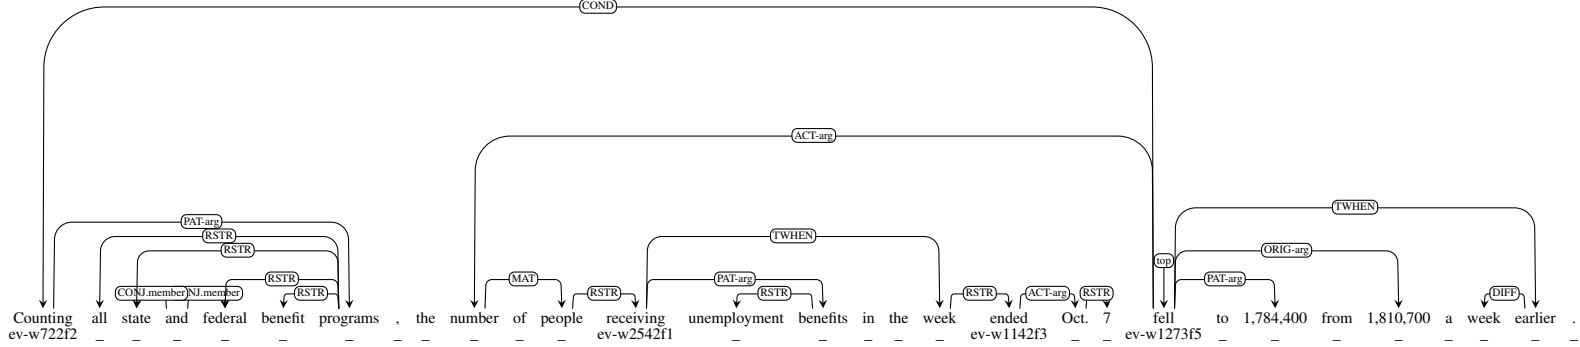 COND
ACT-arg
TWHEN
PAT-arg
RSTR
TWHEN
RSTR
ORIG-arg
top
RSTR MAT PAT-arg PAT-arg
CONJ.member NJ.member RSTR RSTR RSTR RSTR ACT-arg RSTR DIFF
Counting all state and federal benefit programs , the number of people receiving unemployment benefits in the week ended Oct. 7 fell to 1,784,400 from 1,810,700 a week earlier .
ev-w722f2 _ _ _ _ _ _ _ _ _ _ _ ev-w2542f1 _ _ _ _ _ ev-w1142f3 _ _ ev-w1273f5 _ _ _ _ _ _ _ _